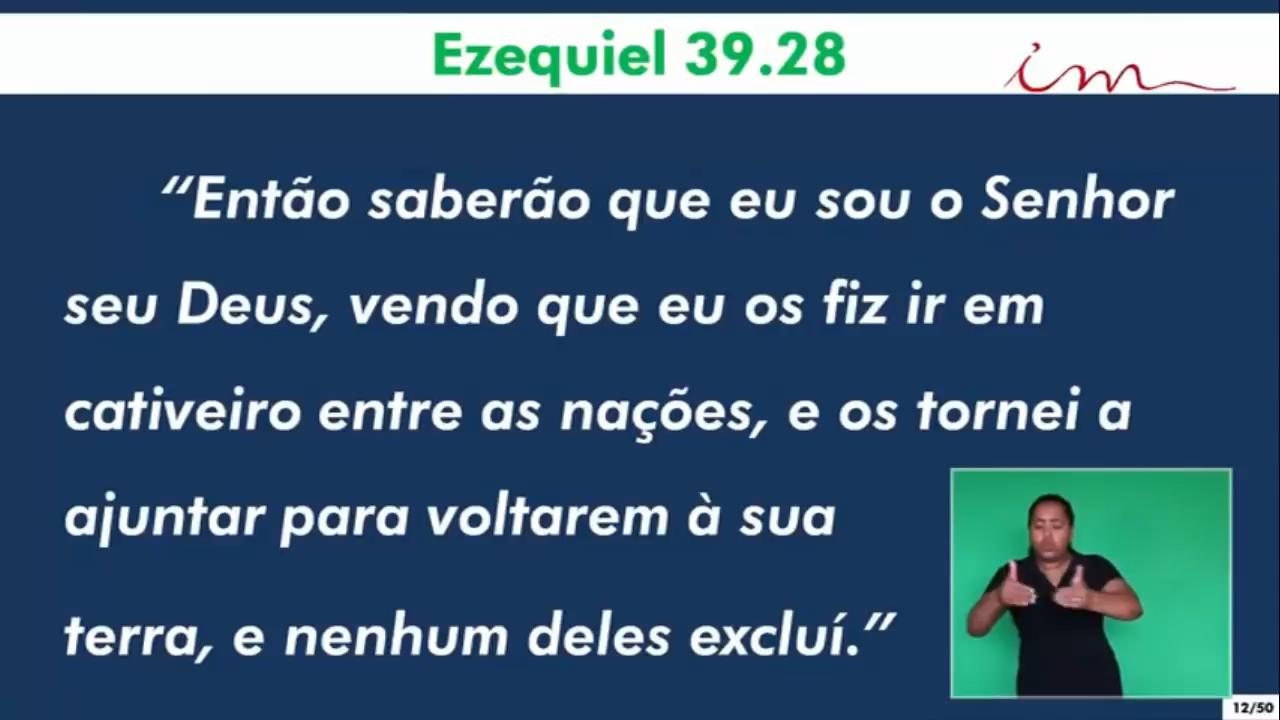 Ezequiel 39.28
im
“Então saberão que eu sou o Senhor
seu Deus, vendo que eu os fiz ir em
cativeiro entre as nações, e os tornei a
ajuntar para voltarem à sua
terra, e nenhum deles excluí.”
12/50